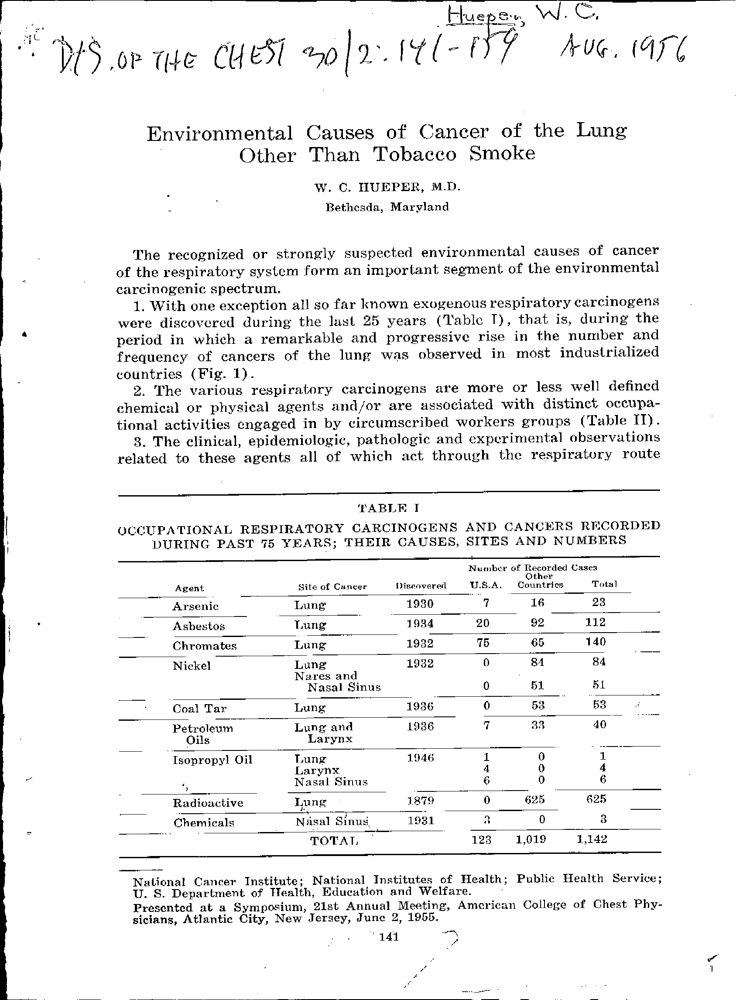 Hueper, W. C.
DIS. OF THE CHEST 30/2: 141-154 AUG. 1956
Environmental Causes of Cancer of the Lung
Other Than Tobacco Smoke
W. C. HUEPER, M.D.
Bethesda, Maryland
The recognized or strongly suspected environmental causes of cancer
of the respiratory system form an important segment of the environmental
carcinogenic spectrum.
1. With one exception all so far known exogenous respiratory carcinogens
were discovered during the last 25 years (Table I), that is, during the
period in which a remarkable and progressive rise in the number and
frequency of cancers of the lung was observed in most industrialized
countries (Fig. 1).
2. The various respiratory carcinogens are more or less well defined
chemical or physical agents and/or are associated with distinct occupa-
tional activities engaged in by circumscribed workers groups (Table II).
3. The clinical, epidemiologic, pathologic and experimental observations
related to these agents all of which act through the respiratory route
TABLE I
OCCUPATIONAL RESPIRATORY CARCINOGENS AND CANCERS RECORDED
DURING PAST 75 YEARS; THEIR CAUSES, SITES AND NUMBERS
Number of Recorded Cases
Other
Agent Site of Cancer Discovered U.S.A. Countries Total
Arsenic Lung 1930 7 16 23
Asbestos Lung 1934 20 92 112
Chromates Lung 1932 75 65 140
Nickel Lung 1932 0 84 84
Nares and
Nasal Sinus 0 51 51
Coal Tar Lung 1936 0 53 53
Petroleum Lung and 1936 7 33 40
Oils Larynx
Isopropyl Oil Lung 1946 1 0 1
Larynx 4 0 4
Nasal Sinus 6 0 6
Radioactive Lung 1879 0 625 625
Chemicals Nasal Sinus 1931 3 0 3
TOTAL 123 1,019 1,142
National Cancer Institute; National Institutes of Health; Public Health Service;
U. S. Department of Health, Education and Welfare.
Presented at a Symposium, 21st Annual Meeting, American College of Chest Phy-
sicians, Atlantic City, New Jersey, June 2, 1955.
141